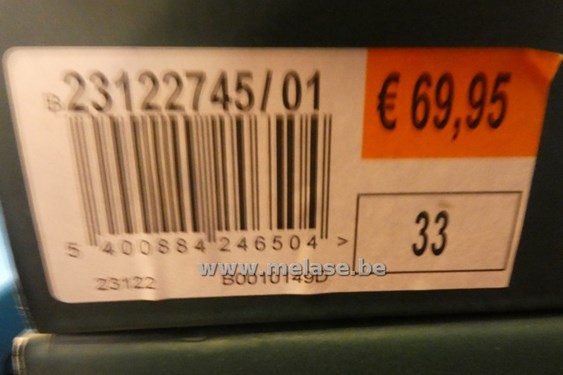 B 23122745/01
€ 69,95
5 400884 246504 >
33
www.melase.be
23122 B0010149D